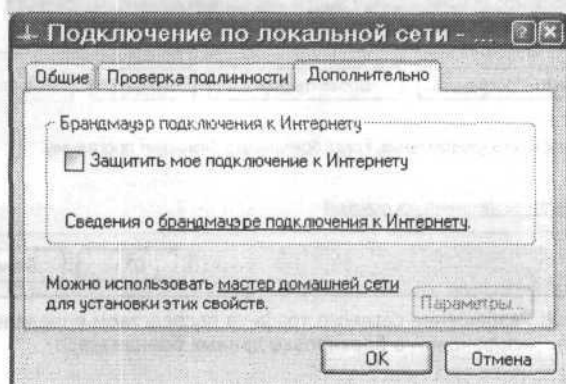 Подключение по локальной сети - ...
Общие Проверка подлинности Дополнительно
Брандмауэр подключения к Интернету
Защитить мое подключение к Интернету
Сведения о брандмауэре подключения к Интернету.
Можно использовать мастер домашней сети
для установки этих свойств.
Параметры...
OK Отмена